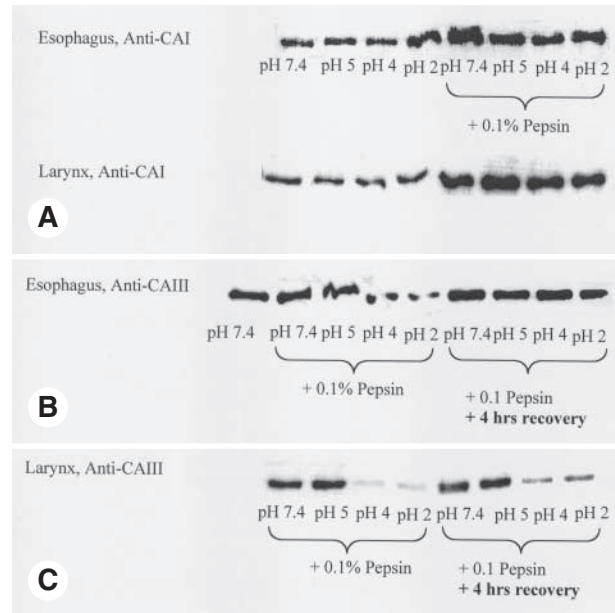 Esophagus, Anti-CAI
pH 7.4 pH 5 pH 4 pH 2 pH 7.4 pH 5 pH 4 pH 2
+ 0.1% Pepsin
Larynx, Anti-CAI
A
Esophagus, Anti-CAIII
pH 7.4 pH 7.4 pH 5 pH 4 pH 2 pH 7.4 pH 5 pH 4 pH 2
+ 0.1% Pepsin + 0.1 Pepsin
+ 4 hrs recovery
B
Larynx, Anti-CAIII
pH 7.4 pH 5 pH 4 pH 2 pH 7.4 pH 5 pH 4 pH 2
+ 0.1% Pepsin + 0.1 Pepsin
+ 4 hrs recovery
C